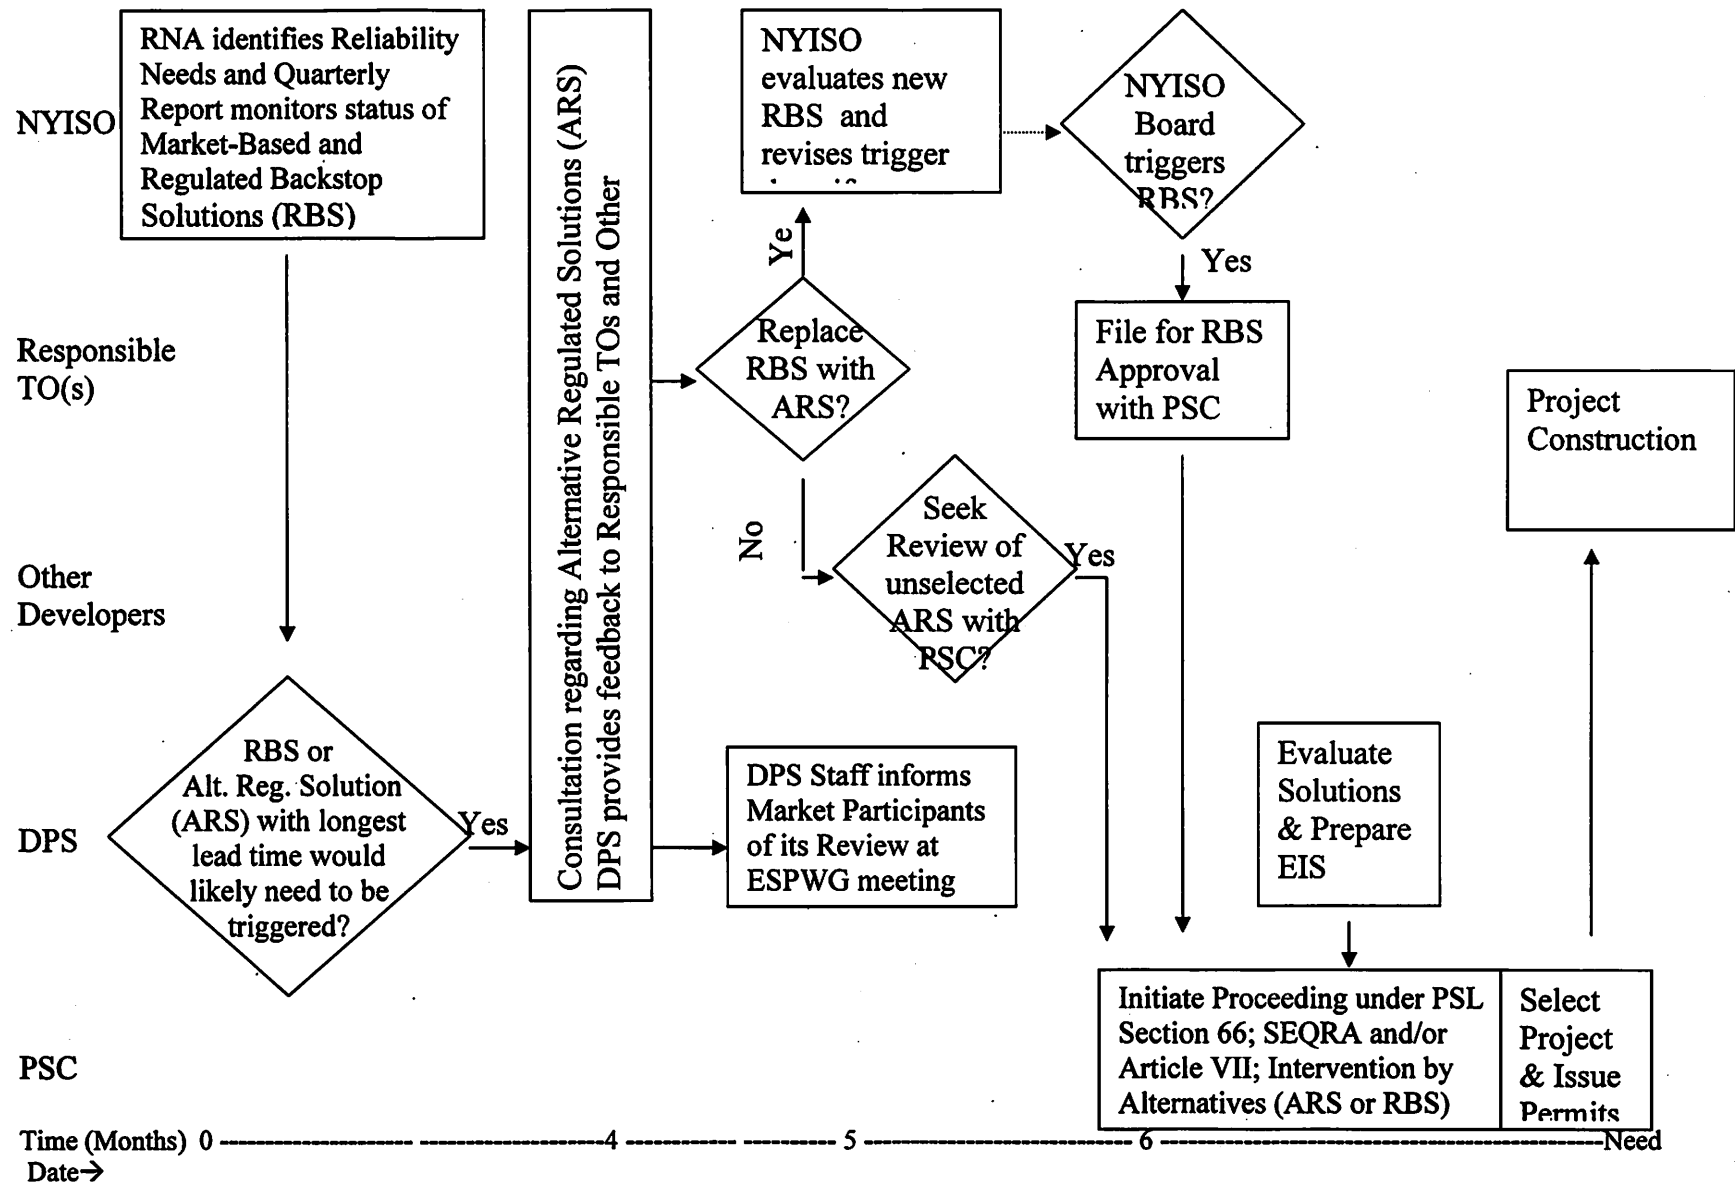 NYISO
RNA identifies Reliability
Needs and Quarterly
Report monitors status of
Market-Based and
Regulated Backstop
Solutions (RBS)
Consultation regarding Alternative Regulated Solutions (ARS)
DPS provides feedback to Responsible TOs and Other
NYISO
evaluates new
RBS and
revises trigger
NYISO
Board
triggers
RBS?
Ye
Yes
Responsible
TO(s)
Replace
RBS with
ARS?
File for RBS
Approval
with PSC
Project
Construction
No
Seek
Review of
unselected
ARS with
PSC?
Yes
Other
Developers
DPS
RBS or
Alt. Reg. Solution
(ARS) with longest
lead time would
likely need to be
triggered?
Yes
DPS Staff informs
Market Participants
of its Review at
ESPWG meeting
Evaluate
Solutions
& Prepare
EIS
PSC
Initiate Proceeding under PSL
Section 66; SEQRA and/or
Article VII; Intervention by
Alternatives (ARS or RBS)
Select
Project
& Issue
Permits
Time (Months) 0 ------------------------- -----------------------4 --------------- ------------ 5 ----------------------------------- 6 ------------------------------------------------------------Need
Date→